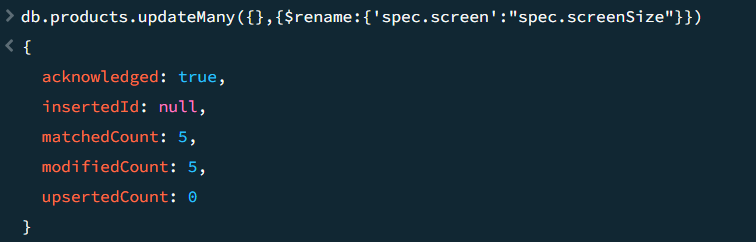 > db.products.updateMany({},{$rename:{'spec.screen':"spec.screenSize"}})
< {
acknowledged: true,
insertedId: null,
matchedCount: 5,
modifiedCount: 5,
upsertedCount: 0
}